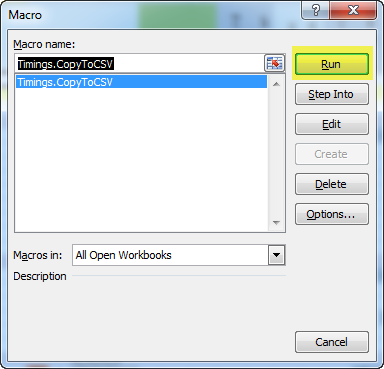 Macro
Macro name:
Timings.CopyToCSV
Timings.CopyToCSV
Run
Step Into
Edit
Create
Delete
Options...
Macros in:
All Open Workbooks
Description
Cancel